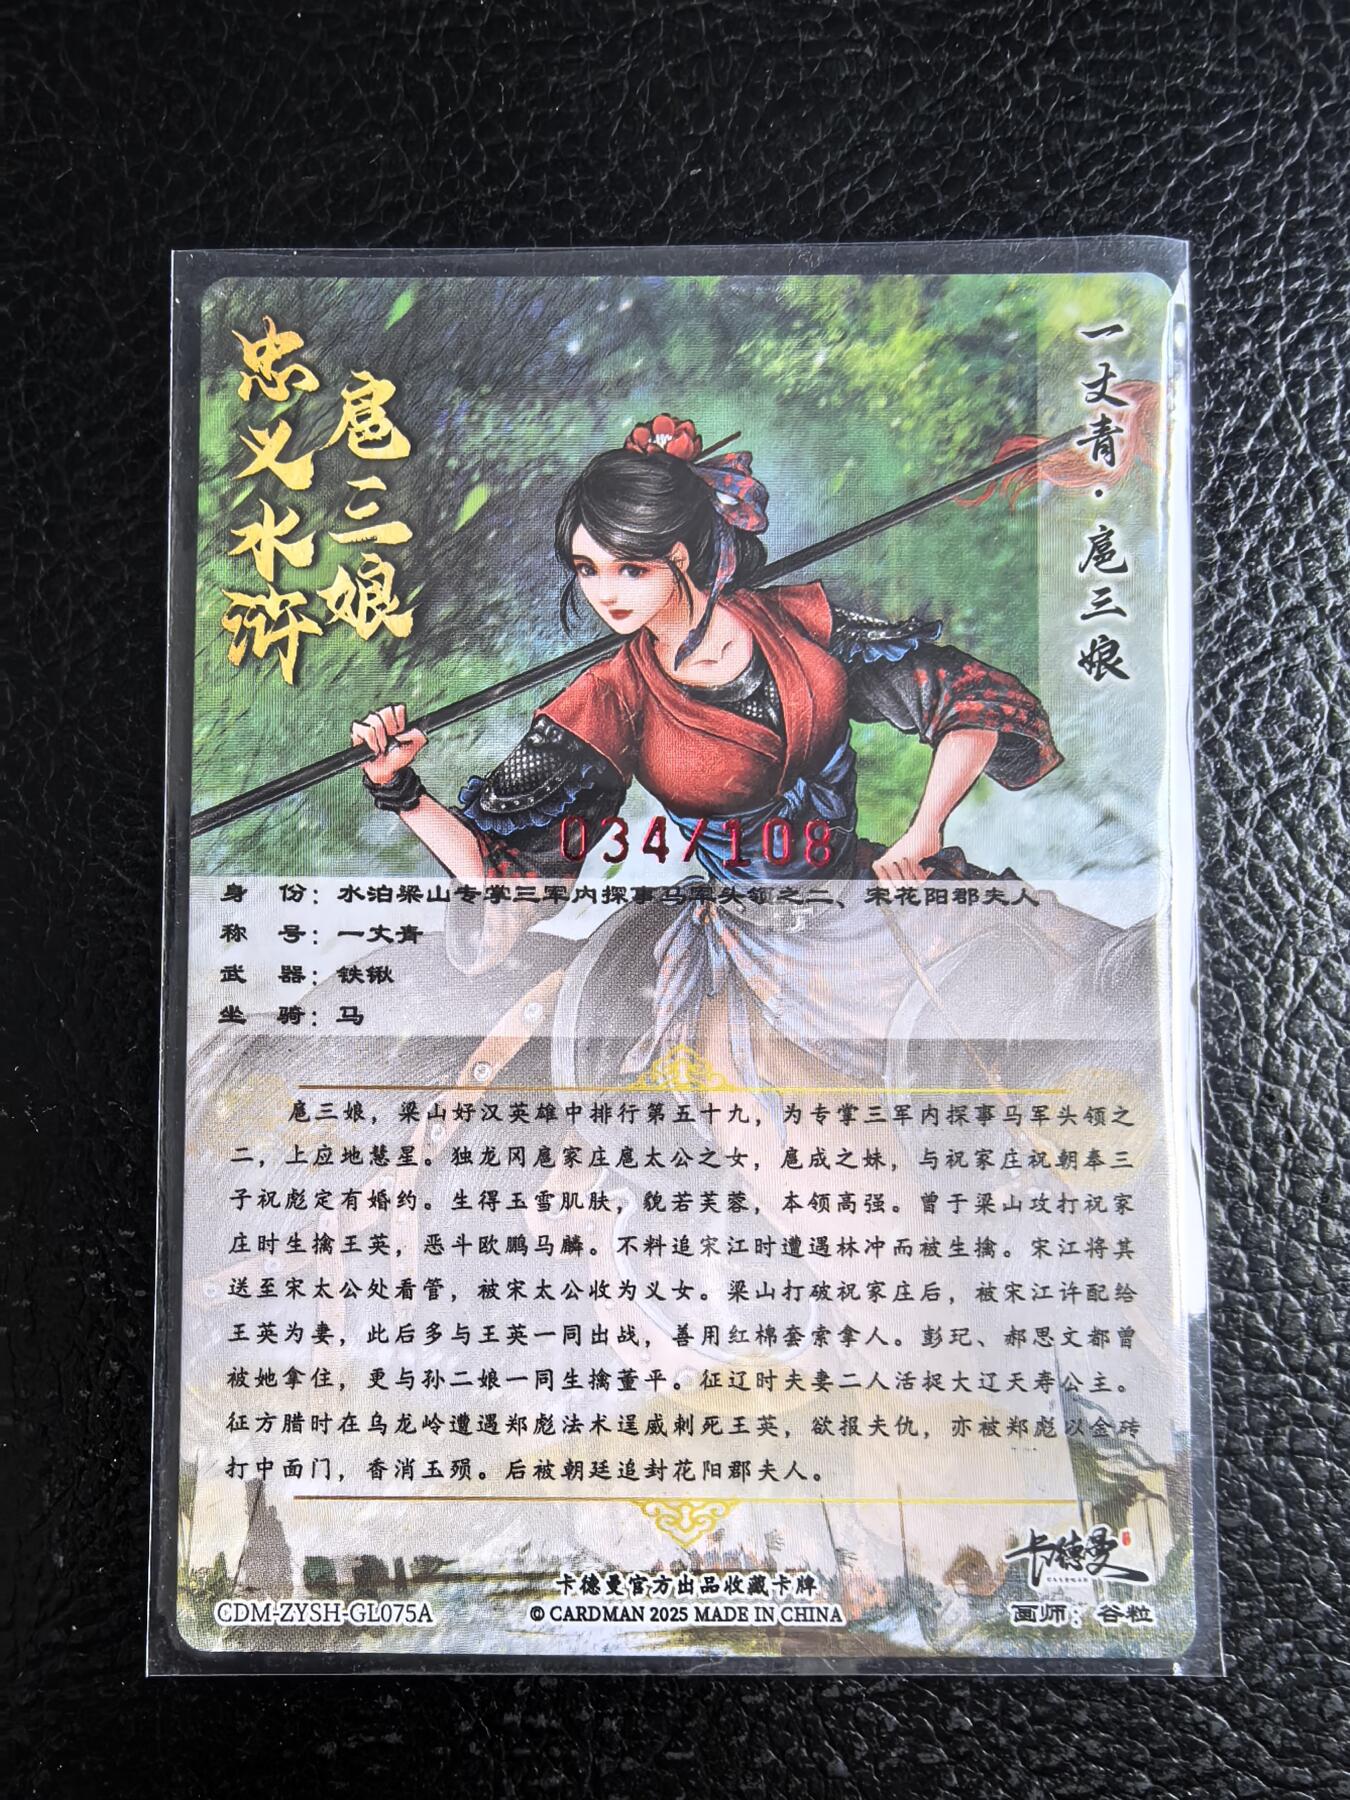 忠义水浒
扈三娘
一丈青·扈三娘
034/108
身 份：水泊梁山专掌三军内探事马军头领之二、宋花阳郡夫人
称 号：一丈青
武 器：铁锹
坐 骑：马
扈三娘，梁山好汉英雄中排行第五十九，为专掌三军内探事马军头领之
二，上应地慧星。独龙冈扈家庄扈太公之女，扈成之妹，与祝家庄祝朝奉三
子祝彪定有婚约。生得玉雪肌肤，貌若芙蓉，本领高强。曾于梁山攻打祝家
庄时生擒王英，恶斗欧鹏马麟。不料追宋江时遭遇林冲而被生擒。宋江将其
送至宋太公处看管，被宋太公收为义女。梁山打破祝家庄后，被宋江许配给
王英为妻，此后多与王英一同出战，善用红棉套索拿人。彭玘、郝思文都曾
被她拿住，更与孙二娘一同生擒董平。征辽时夫妻二人活捉大辽天寿公主。
征方腊时在乌龙岭遭遇郑彪法术逞威刺死王英，欲报夫仇，亦被郑彪以金砖
打中面门，香消玉殒。后被朝廷追封花阳郡夫人。
卡德曼
CARDMAN
卡德曼官方出品收藏卡牌
CDM-ZYSH-GL075A
© CARDMAN 2025 MADE IN CHINA
画师：谷粒